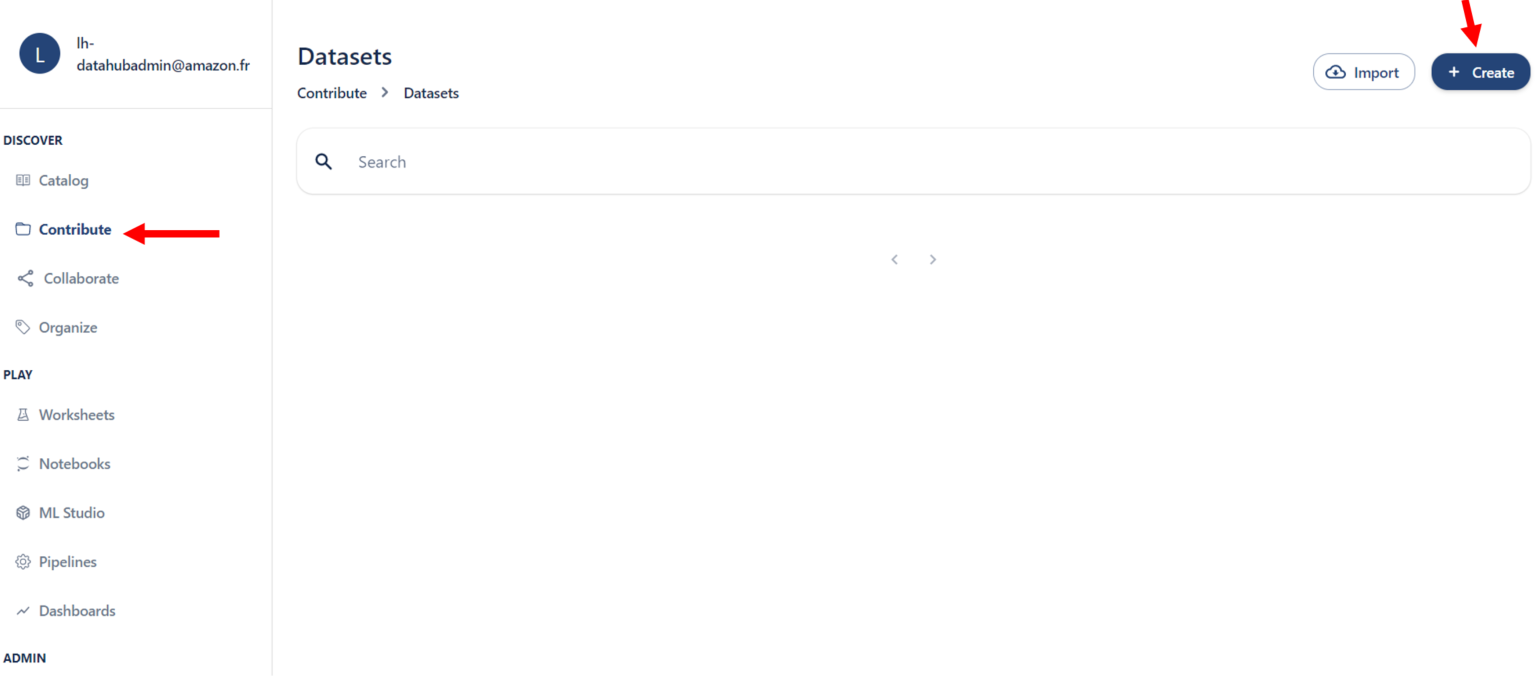 L
lh-
datahubadmin@amazon.fr
DISCOVER
Catalog
Contribute
Collaborate
Organize
PLAY
Worksheets
Notebooks
ML Studio
Pipelines
Dashboards
ADMIN
Datasets
Contribute > Datasets
Import
+ Create
Search